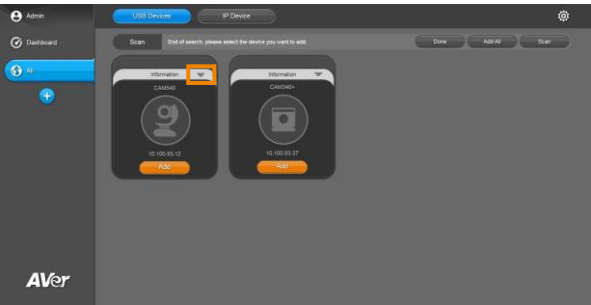 Admin
USB Devices
IP Device
Dashboard
Scan
End of search, please select the device you want to add.
Done
Add All
Scan
All
Information
Information
CAM540
CAM340+
10.100.93.12
10.100.93.37
Add
Add
AVer